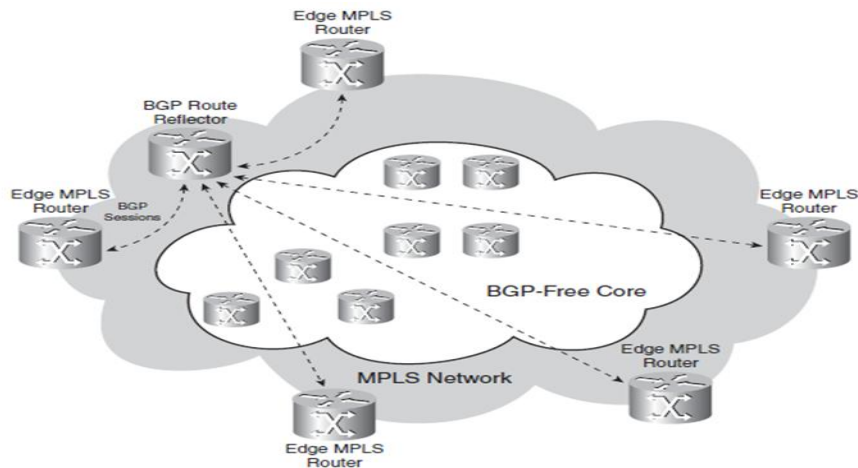 Edge MPLS
Router
BGP Route
Reflector
Edge MPLS
Router
BGP
Sessions
Edge MPLS
Router
BGP-Free Core
Edge MPLS
Router
MPLS Network
Edge MPLS
Router